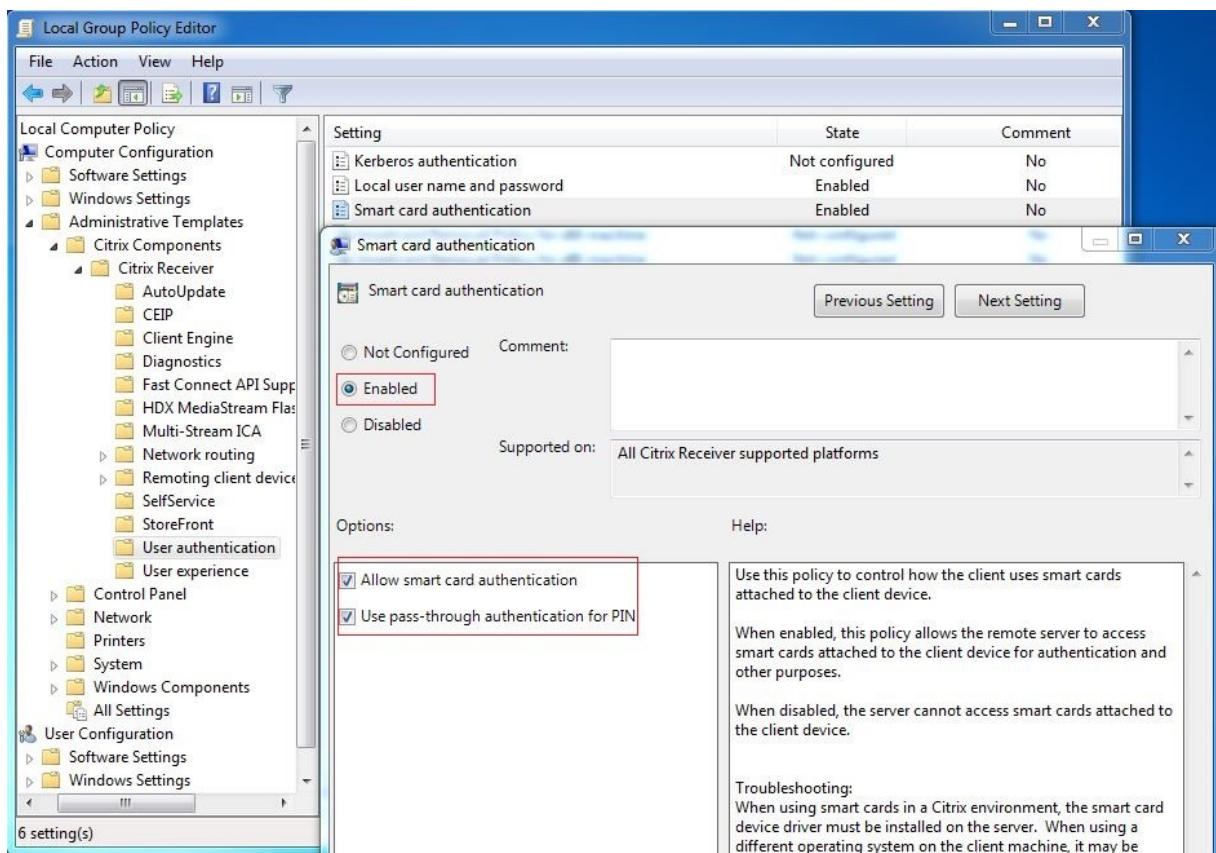 Local Group Policy Editor
File Action View Help
Local Computer Policy
Computer Configuration
Software Settings
Windows Settings
Administrative Templates
Citrix Components
Citrix Receiver
AutoUpdate
CEIP
Client Engine
Diagnostics
Fast Connect API Supp
HDX MediaStream Flas
Multi-Stream ICA
Network routing
Remoting client device
SelfService
StoreFront
User authentication
User experience
Control Panel
Network
Printers
System
Windows Components
All Settings
User Configuration
Software Settings
Windows Settings
6 setting(s)
Setting State Comment
Kerberos authentication Not configured No
Local user name and password Enabled No
Smart card authentication Enabled No
Smart card authentication
Smart card authentication
Previous Setting Next Setting
Not Configured Comment:
Enabled
Disabled
Supported on: All Citrix Receiver supported platforms
Options: Help:
Allow smart card authentication
Use pass-through authentication for PIN
Use this policy to control how the client uses smart cards
attached to the client device.
When enabled, this policy allows the remote server to access
smart cards attached to the client device for authentication and
other purposes.
When disabled, the server cannot access smart cards attached to
the client device.
Troubleshooting:
When using smart cards in a Citrix environment, the smart card
device driver must be installed on the server. When using a
different operating system on the client machine, it may be